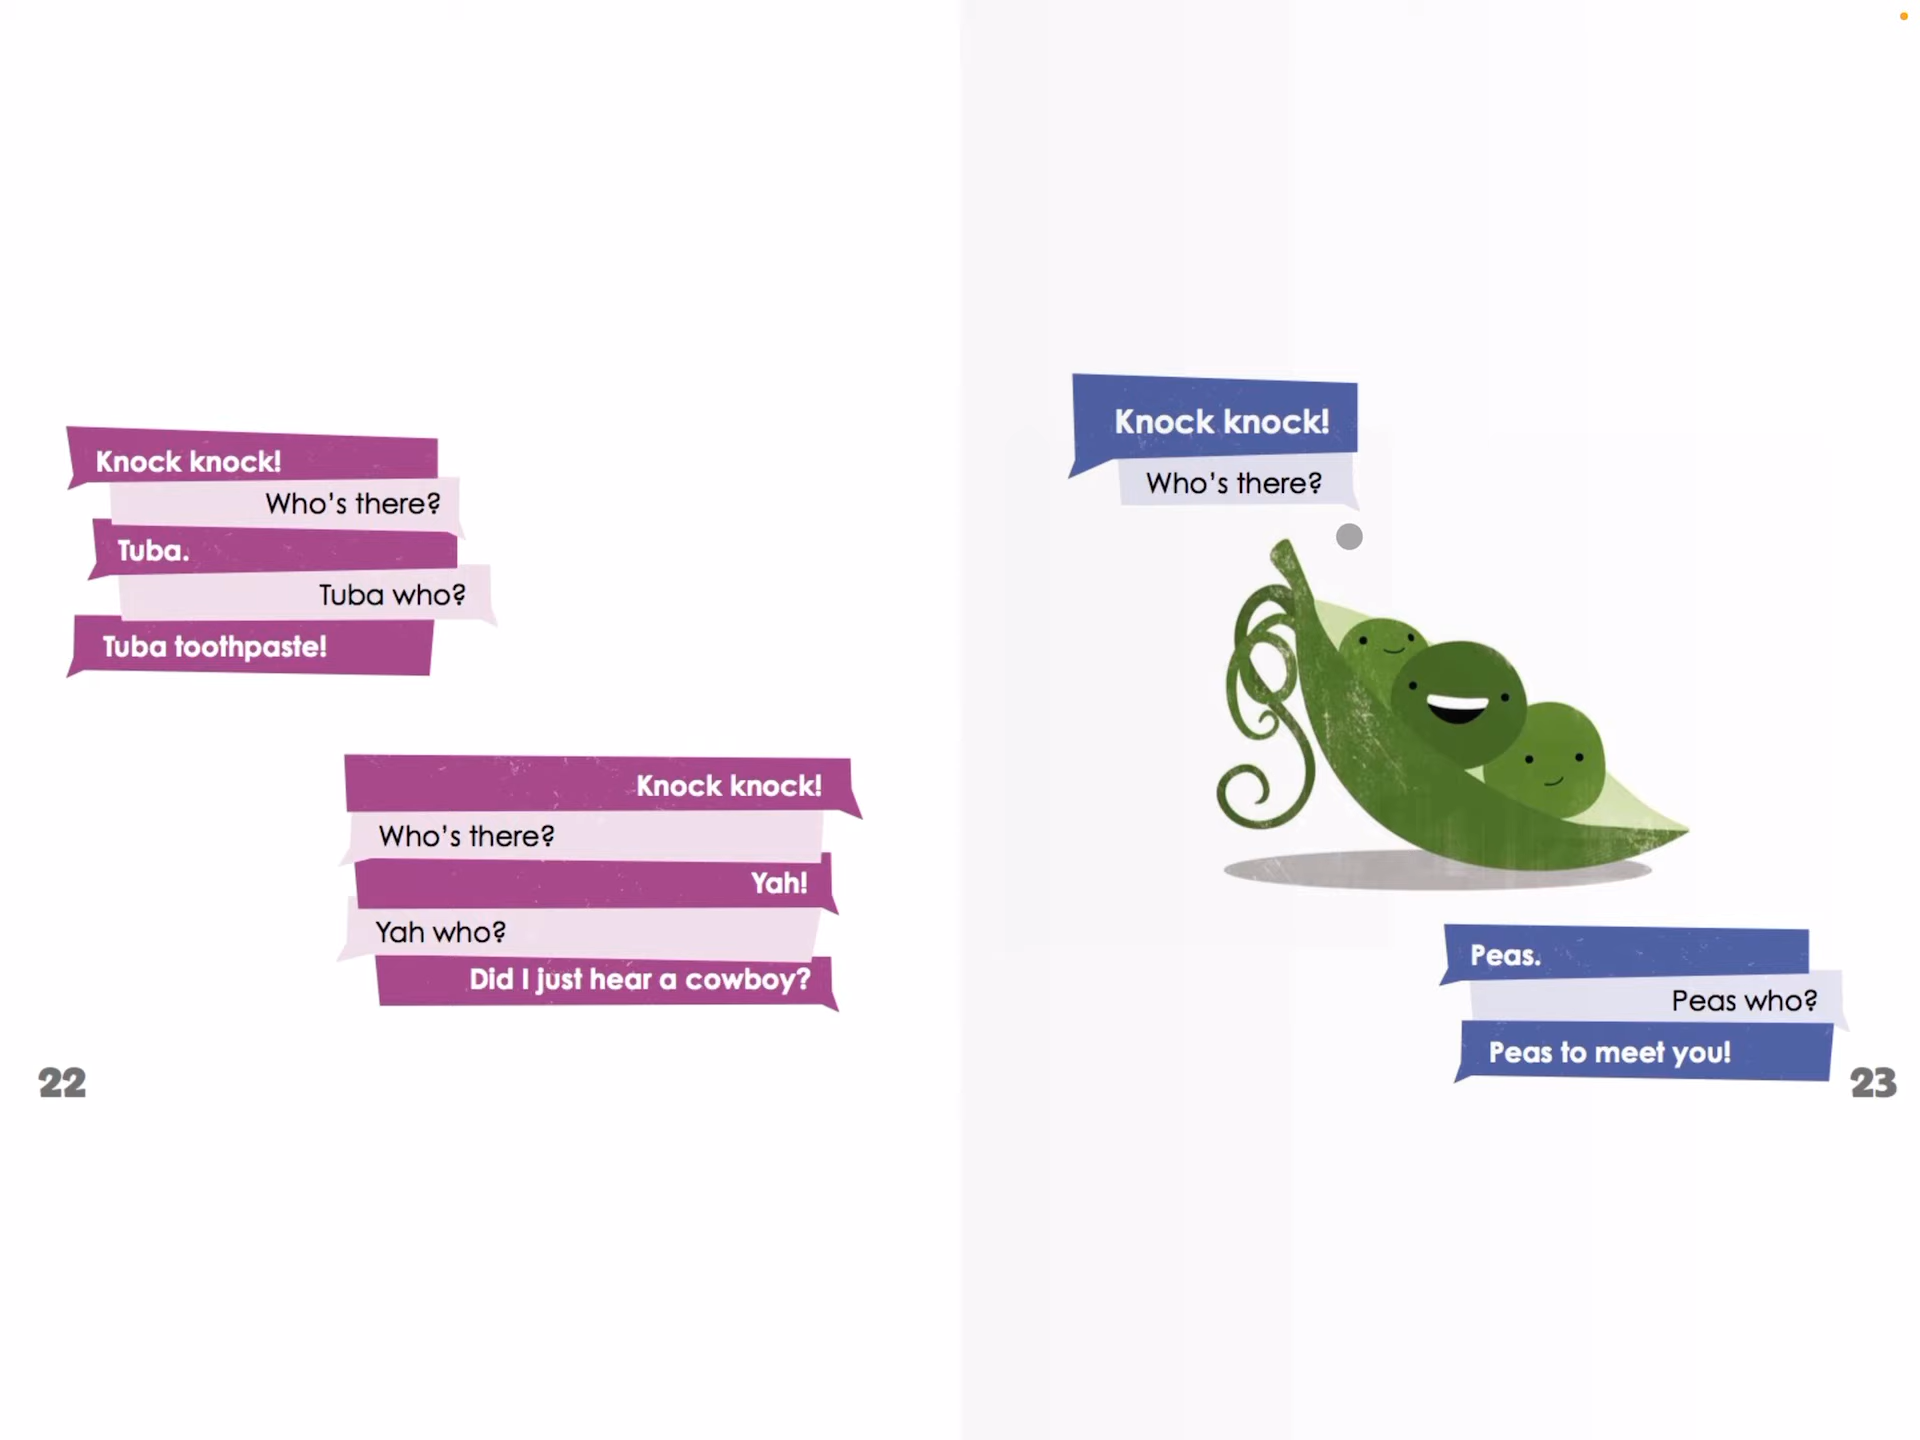 Knock knock!
Who's there?
Tuba.
Tuba who?
Tuba toothpaste!
Knock knock!
Who's there?
Yah!
Yah who?
Did I just hear a cowboy?
22
Knock knock!
Who's there?
Peas.
Peas who?
Peas to meet you!
23